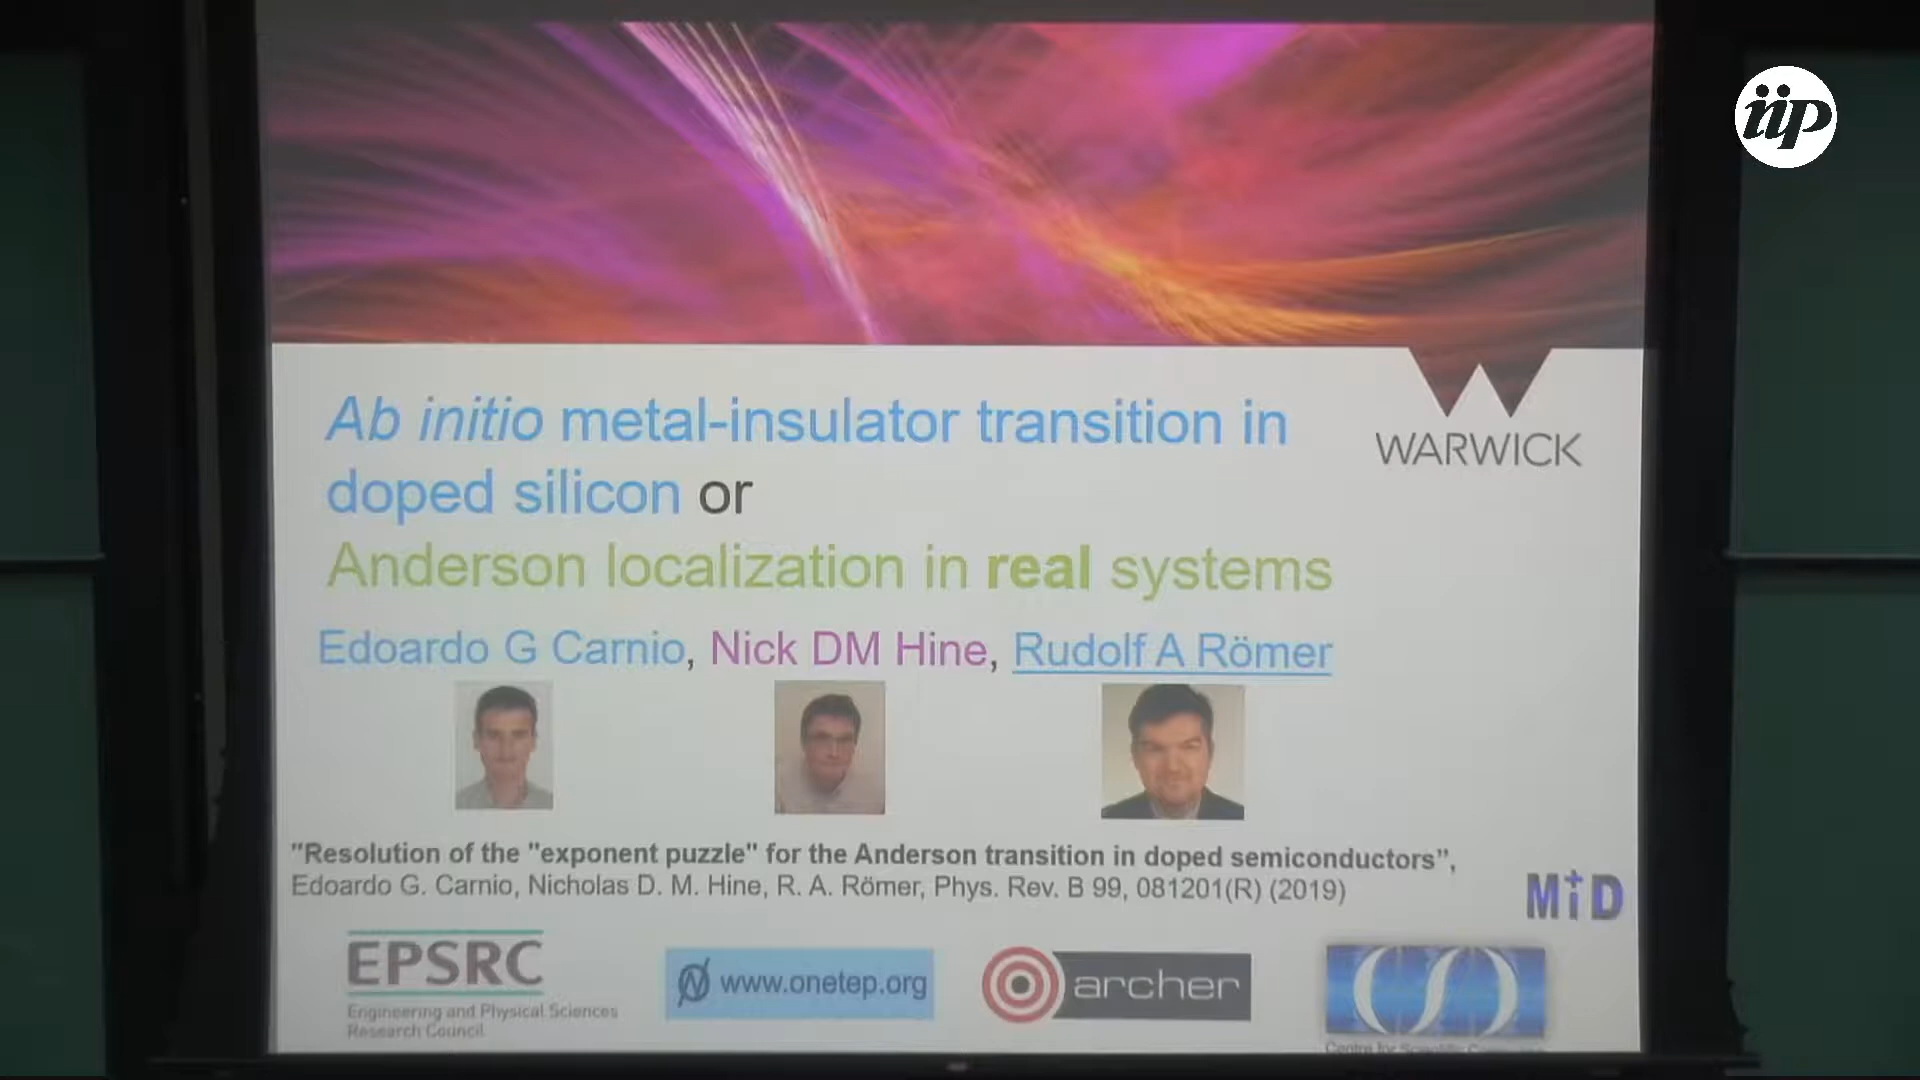 iip
Ab initio metal-insulator transition in
doped silicon or
Anderson localization in real systems
WARWICK
Edoardo G Carnio, Nick DM Hine, Rudolf A Römer
"Resolution of the "exponent puzzle" for the Anderson transition in doped semiconductors”,
Edoardo G. Carnio, Nicholas D. M. Hine, R. A. Römer, Phys. Rev. B 99, 081201(R) (2019)
MiD
EPSRC
Engineering and Physical Sciences
Research Council
www.onetep.org
archer
Centre for Scientific